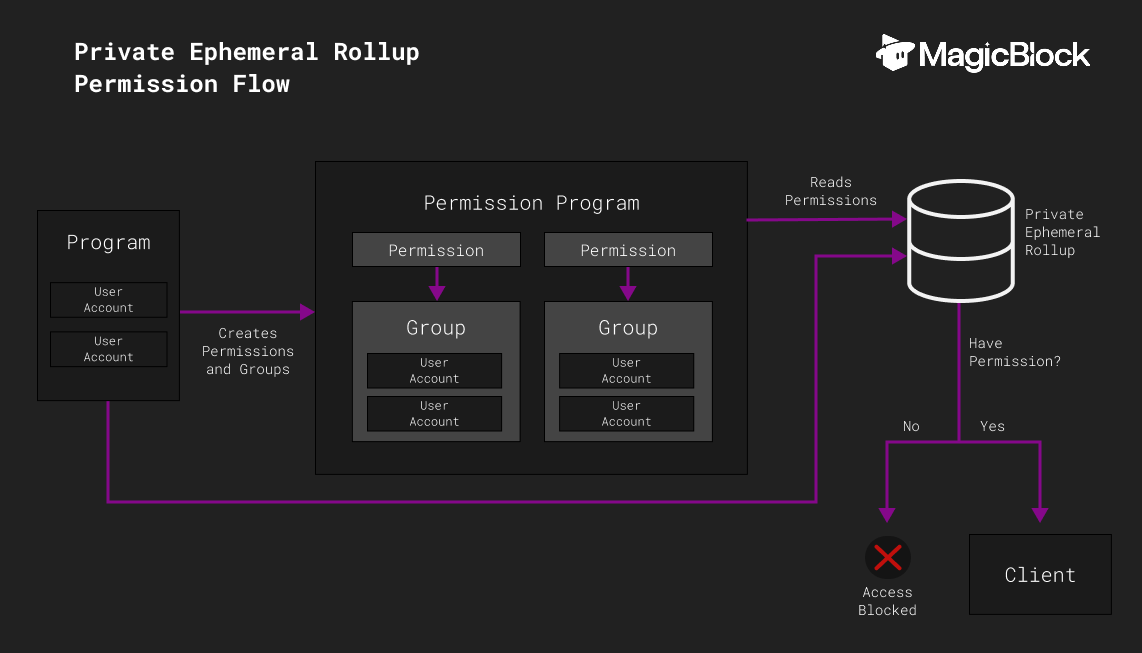 Private Ephemeral Rollup
Permission Flow
MagicBlock
Program
User
Account
User
Account
Creates
Permissions
and Groups
Permission Program
Permission
Permission
Group
User
Account
User
Account
Group
User
Account
User
Account
Reads
Permissions
Private
Ephemeral
Rollup
Have
Permission?
No
Yes
Access
Blocked
Client